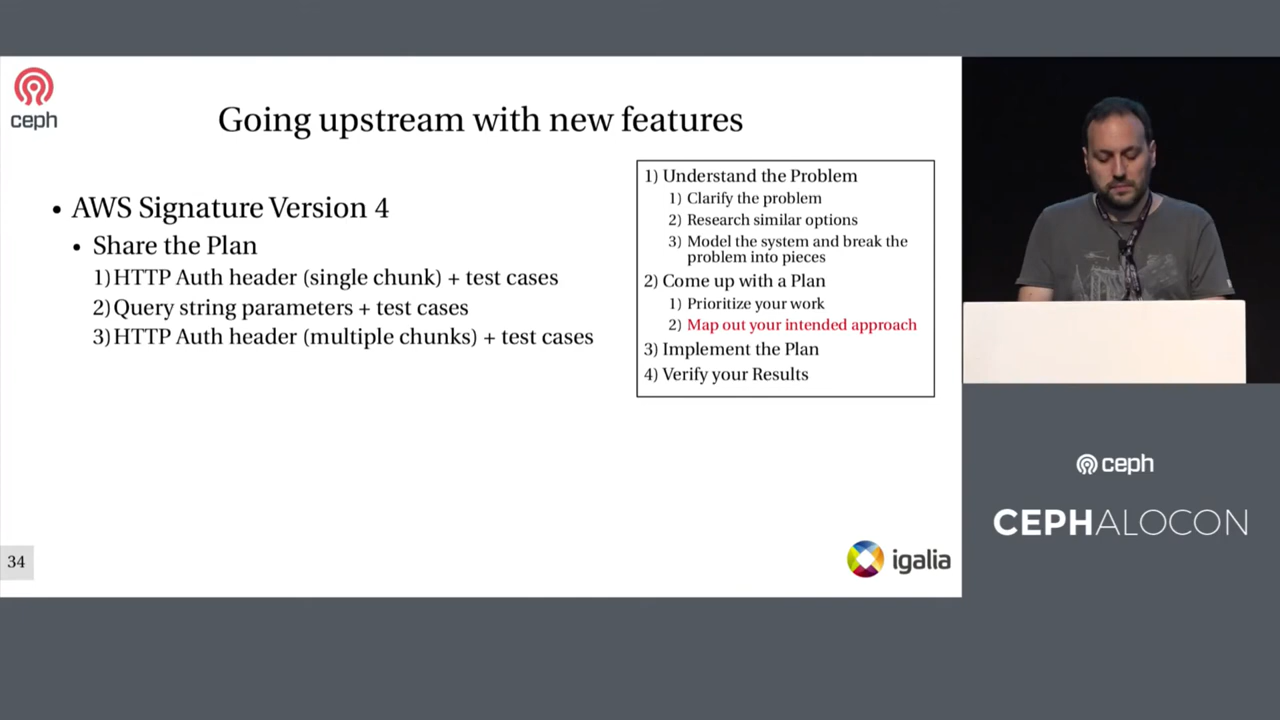 ceph
Going upstream with new features
• AWS Signature Version 4
• Share the Plan
1) HTTP Auth header (single chunk) + test cases
2) Query string parameters + test cases
3) HTTP Auth header (multiple chunks) + test cases
1) Understand the Problem
1) Clarify the problem
2) Research similar options
3) Model the system and break the
problem into pieces
2) Come up with a Plan
1) Prioritize your work
2) Map out your intended approach
3) Implement the Plan
4) Verify your Results
34
igalia
ceph
CEPHALOCON